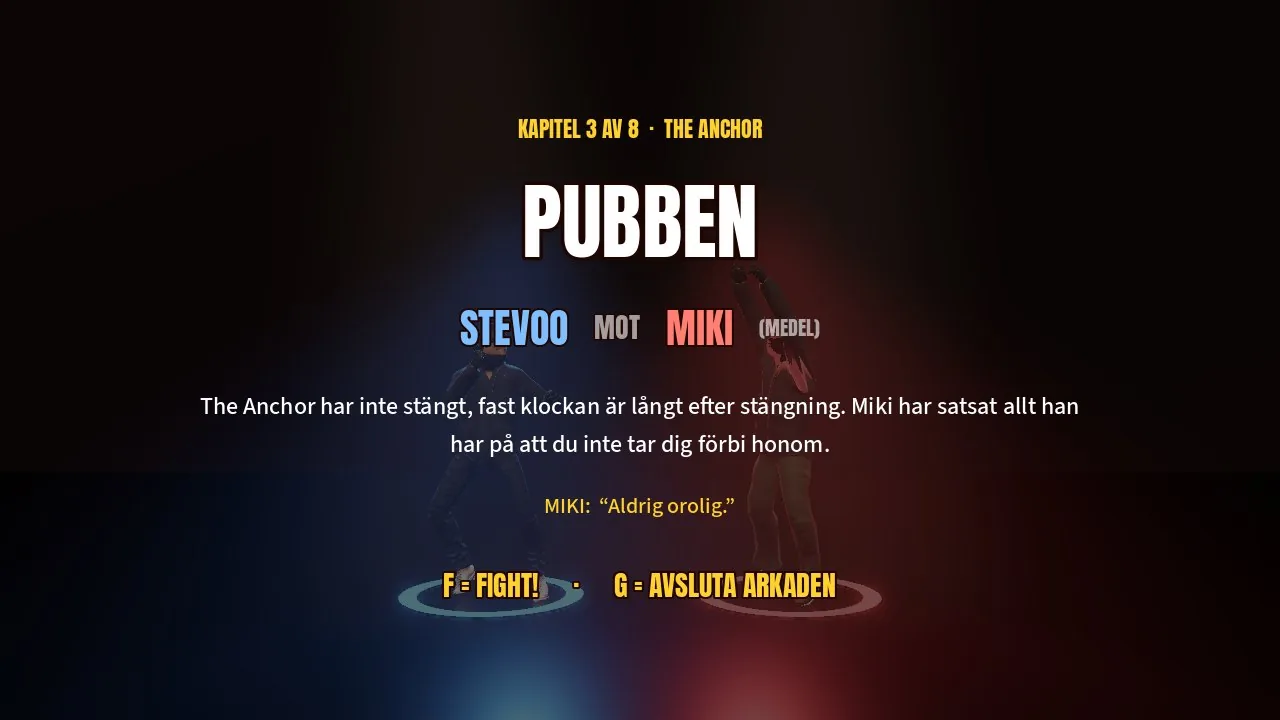 KAPITEL 3 AV 8 · THE ANCHOR
PUBBEN
STEVOO MOT MIKI (MEDEL)
The Anchor har inte stängt, fast klockan är långt efter stängning. Miki har satsat allt han
har på att du inte tar dig förbi honom.
MIKI: “Aldrig orolig.”
F = FIGHT! · G = AVSLUTA ARKADEN